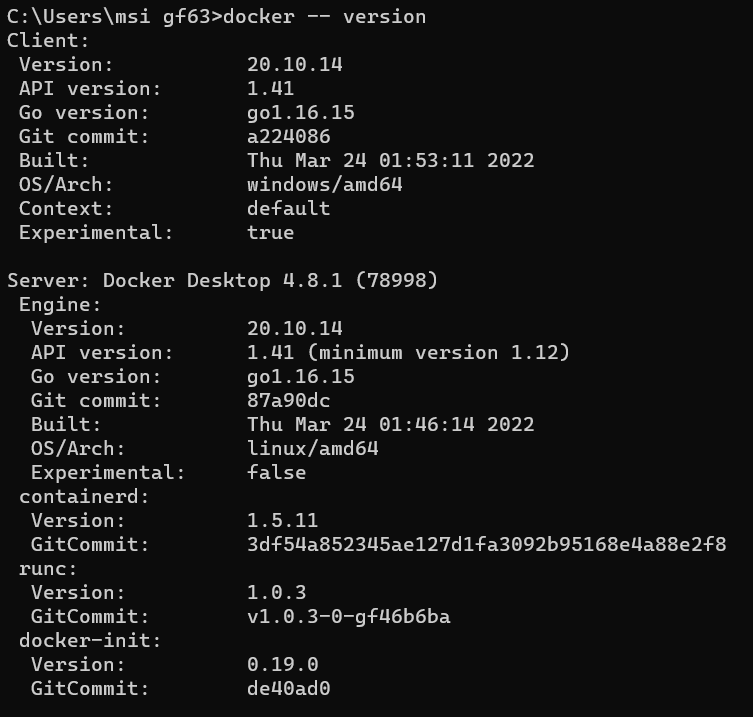 C:\Users\msi gf63>docker -- version
Client:
 Version:           20.10.14
 API version:       1.41
 Go version:        go1.16.15
 Git commit:        a224086
 Built:             Thu Mar 24 01:53:11 2022
 OS/Arch:           windows/amd64
 Context:           default
 Experimental:      true

Server: Docker Desktop 4.8.1 (78998)
 Engine:
  Version:          20.10.14
  API version:      1.41 (minimum version 1.12)
  Go version:       go1.16.15
  Git commit:       87a90dc
  Built:            Thu Mar 24 01:46:14 2022
  OS/Arch:          linux/amd64
  Experimental:     false
 containerd:
  Version:          1.5.11
  GitCommit:        3df54a852345ae127d1fa3092b95168e4a88e2f8
 runc:
  Version:          1.0.3
  GitCommit:        v1.0.3-0-gf46b6ba
 docker-init:
  Version:          0.19.0
  GitCommit:        de40ad0